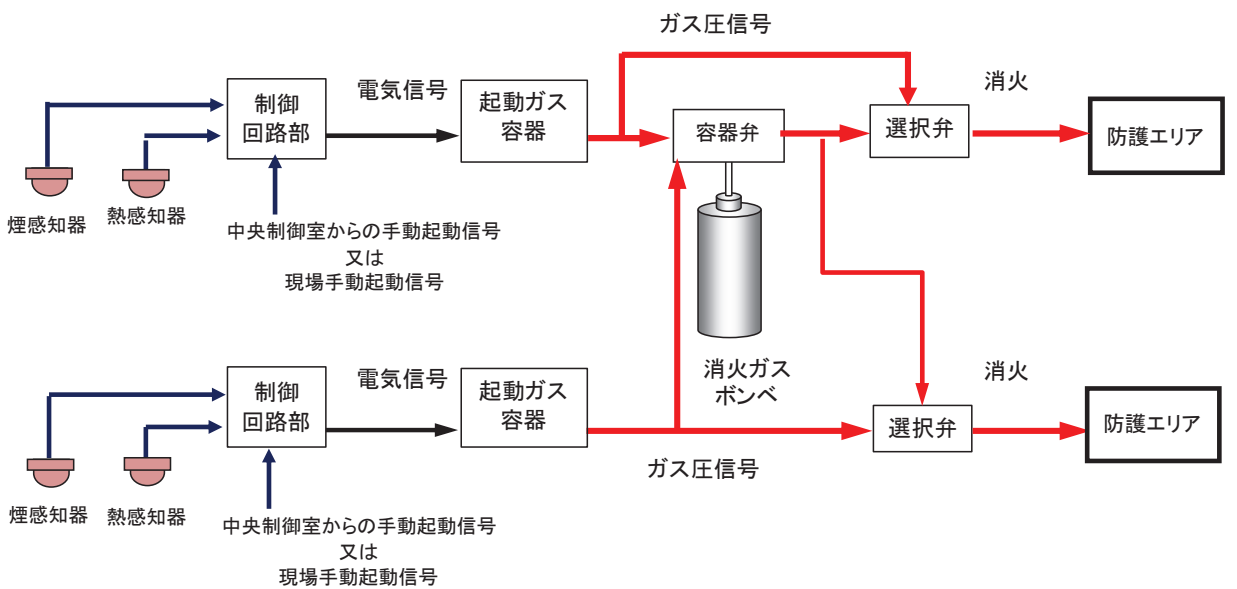 ガス圧信号
電気信号
消火
制御
回路部
起動ガス
容器
容器弁
選択弁
防護エリア
煙感知器
熱感知器
中央制御室からの手動起動信号
又は
現場手動起動信号
消火ガス
ボンベ
電気信号
消火
制御
回路部
起動ガス
容器
選択弁
防護エリア
ガス圧信号
煙感知器
熱感知器
中央制御室からの手動起動信号
又は
現場手動起動信号